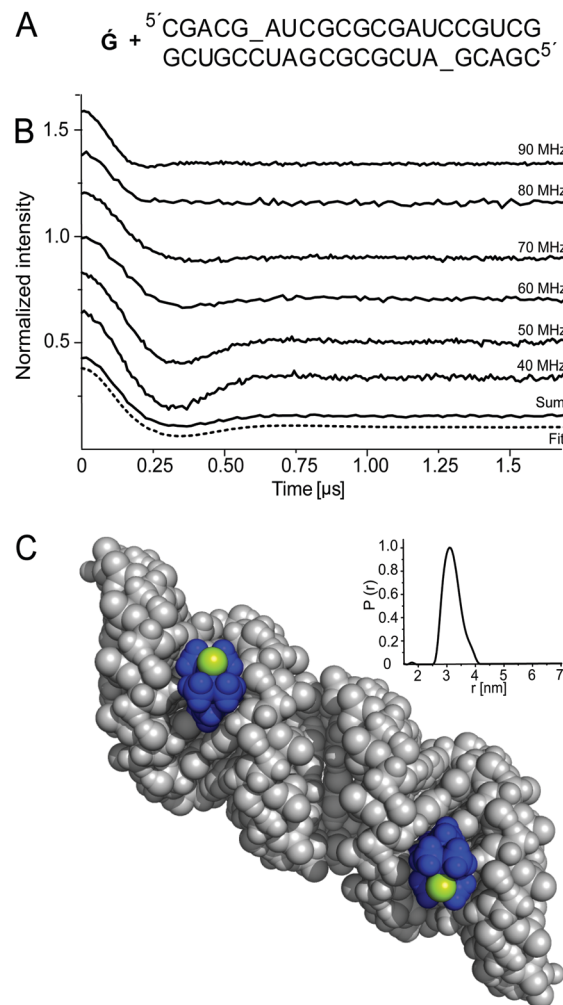 A
Ǵ + 5´CGACG_AUCGCGCGAUCCGUCG
GCUGCCUAGCGCGCUA_GCAGC5´
B
Normalized intensity
1.5
1.0
0.5
90 MHz
80 MHz
70 MHz
60 MHz
50 MHz
40 MHz
Sum
Fit
0 0.25 0.50 0.75 1.00 1.25 1.5
Time [µs]
C
P (r)
1.0
0.8
0.6
0.4
0.2
0
2 3 4 5 6 7
r [nm]